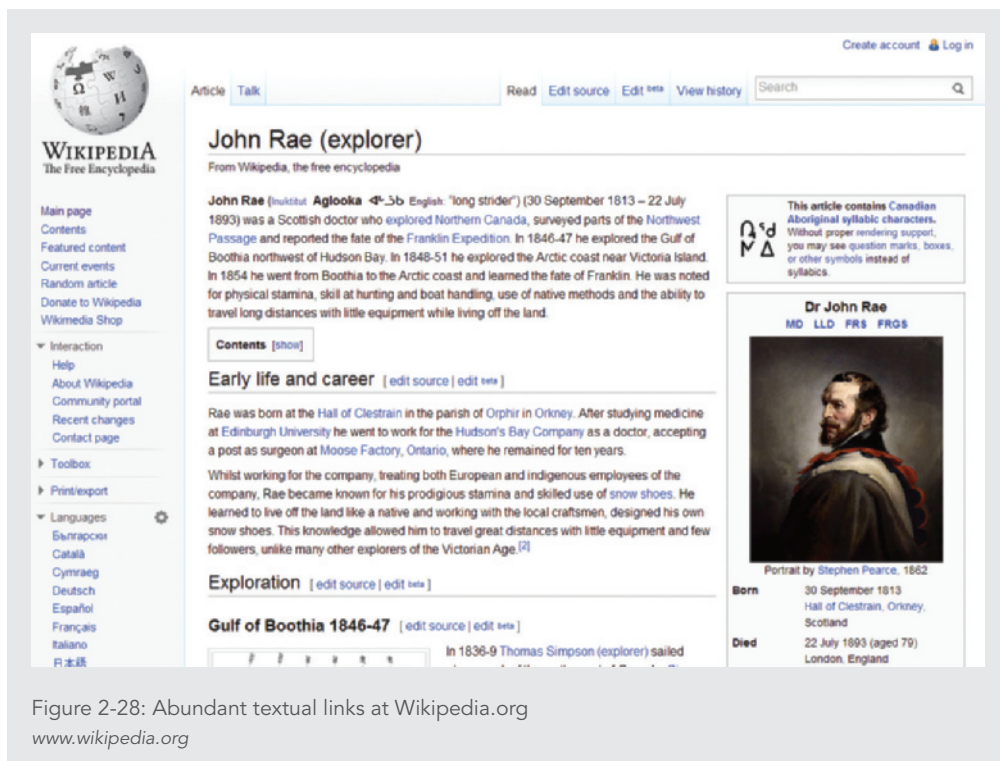 Create account Log in
WIKIPEDIA
The Free Encyclopedia
Main page
Contents
Featured content
Current events
Random article
Donate to Wikipedia
Wikimedia Shop
Interaction
Help
About Wikipedia
Community portal
Recent changes
Contact page
Toolbox
Print/export
Languages
Български
Català
Cymraeg
Deutsch
Español
Français
Italiano
日本語
Article Talk
Read Edit source Edit beta View history
Search
John Rae (explorer)
From Wikipedia, the free encyclopedia
John Rae (Inuktitut Aglooka ᐊᒡᓘᑲ English: "long strider") (30 September 1813 – 22 July
1893) was a Scottish doctor who explored Northern Canada, surveyed parts of the Northwest
Passage and reported the fate of the Franklin Expedition. In 1846-47 he explored the Gulf of
Boothia northwest of Hudson Bay. In 1848-51 he explored the Arctic coast near Victoria Island.
In 1854 he went from Boothia to the Arctic coast and learned the fate of Franklin. He was noted
for physical stamina, skill at hunting and boat handling, use of native methods and the ability to
travel long distances with little equipment while living off the land.
Contents [show]
Early life and career [ edit source | edit beta ]
Rae was born at the Hall of Clestrain in the parish of Orphir in Orkney. After studying medicine
at Edinburgh University he went to work for the Hudson's Bay Company as a doctor, accepting
a post as surgeon at Moose Factory, Ontario, where he remained for ten years.
Whilst working for the company, treating both European and indigenous employees of the
company, Rae became known for his prodigious stamina and skilled use of snow shoes. He
learned to live off the land like a native and working with the local craftsmen, designed his own
snow shoes. This knowledge allowed him to travel great distances with little equipment and few
followers, unlike many other explorers of the Victorian Age.[2]
Exploration [ edit source | edit beta ]
Gulf of Boothia 1846-47 [ edit source | edit beta ]
In 1836-9 Thomas Simpson (explorer) sailed
This article contains Canadian
Aboriginal syllabic characters.
Without proper rendering support,
you may see question marks, boxes,
or other symbols instead of
syllabics.
Dr John Rae
MD LLD FRS FRGS
Portrait by Stephen Pearce, 1862
Born 30 September 1813
Hall of Clestrain, Orkney,
Scotland
Died 22 July 1893 (aged 79)
London, England
Figure 2-28: Abundant textual links at Wikipedia.org
www.wikipedia.org